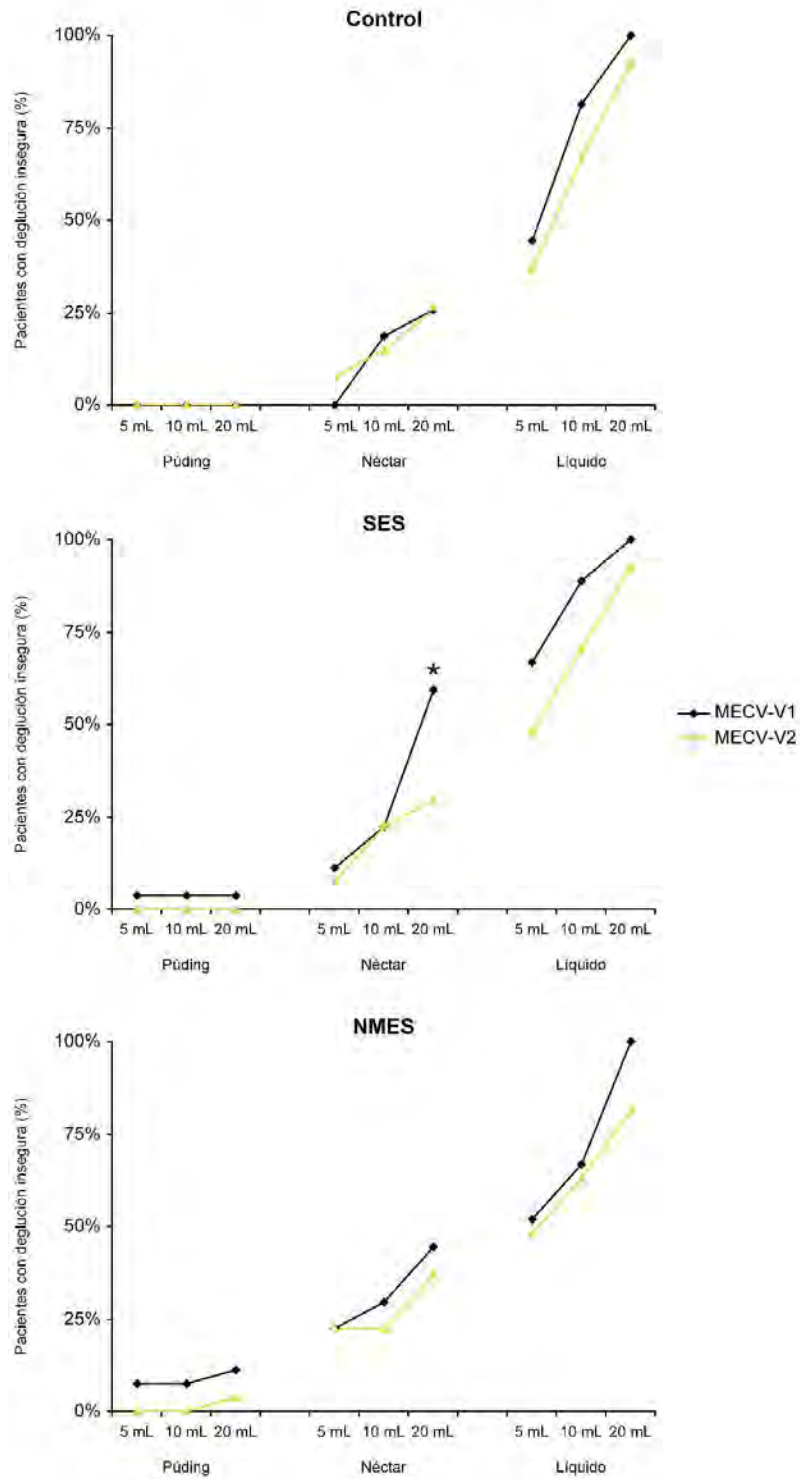 Control
Pacientes con deglución insegura (%)
100%
75%
50%
25%
0%
5 mL 10 mL 20 mL 5 mL 10 mL 20 mL 5 mL 10 mL 20 mL
Púding Néctar Líquido
SES
Pacientes con deglución insegura (%)
100%
75%
50%
25%
0%
*
5 mL 10 mL 20 mL 5 mL 10 mL 20 mL 5 mL 10 mL 20 mL
Púding Néctar Líquido
MECV-V1
MECV-V2
NMES
Pacientes con deglución insegura (%)
100%
75%
50%
25%
0%
5 mL 10 mL 20 mL 5 mL 10 mL 20 mL 5 mL 10 mL 20 mL
Púding Néctar Líquido